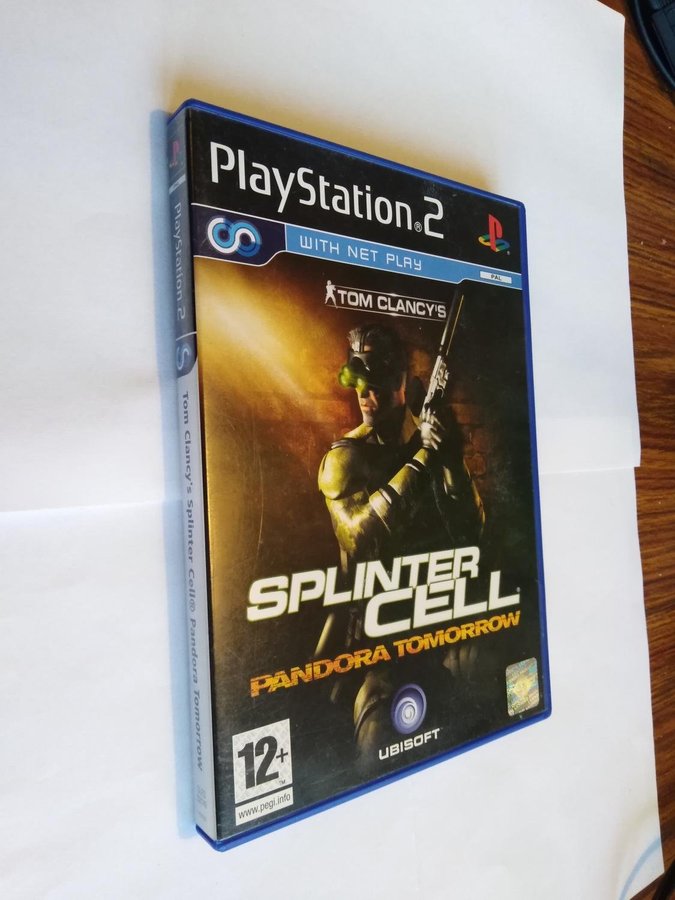 PlayStation®2
WITH NET PLAY
PAL
TOM CLANCY'S
SPLINTER
CELL
PANDORA TOMORROW
UBISOFT
12+
www.pegi.info
PlayStation 2
Tom Clancy's Splinter Cell® Pandora Tomorrow